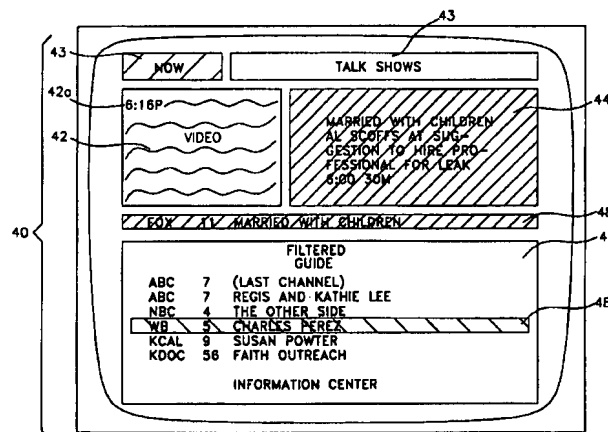 43
43
NOW
TALK SHOWS
42a
6:16P
44
42
VIDEO
MARRIED WITH CHILDREN
AL SCOFFS AT SUG-
GESTION TO HIRE PRO-
FESSIONAL FOR LEAK
6:00 30M
FOX 11 MARRIED WITH CHILDREN
40
FILTERED
GUIDE
ABC 7 (LAST CHANNEL)
ABC 7 REGIS AND KATHIE LEE
NBC 4 THE OTHER SIDE
48
WB 5 CHARLES PEREZ
KCAL 9 SUSAN POWTER
KDOC 56 FAITH OUTREACH
INFORMATION CENTER